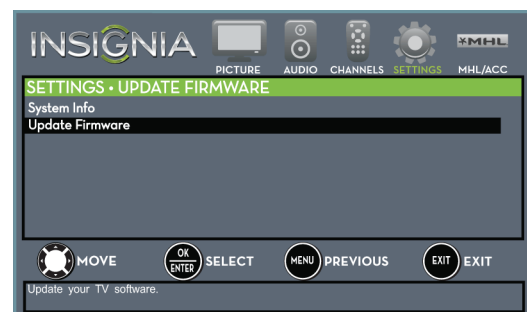 INSIGNIA
PICTURE AUDIO CHANNELS SETTINGS MHL MHL/ACC
SETTINGS • UPDATE FIRMWARE
System Info
Update Firmware
MOVE OK ENTER SELECT MENU PREVIOUS EXIT EXIT
Update your TV software.